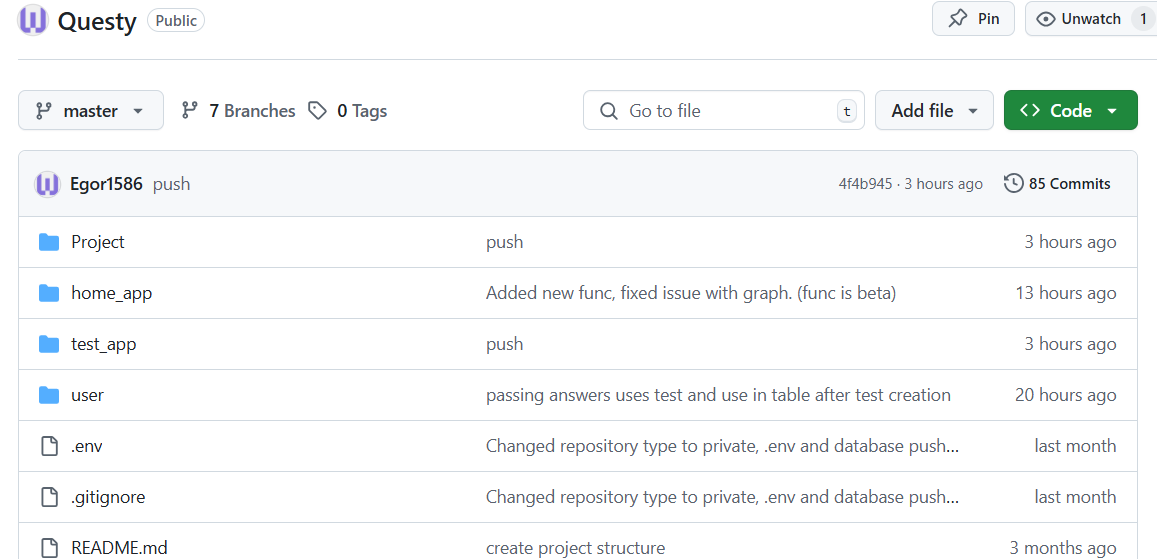 Questy Public Pin Unwatch 1
master 7 Branches 0 Tags Go to file t Add file Code
Egor1586 push 4f4b945 · 3 hours ago 85 Commits
Project push 3 hours ago
home_app Added new func, fixed issue with graph. (func is beta) 13 hours ago
test_app push 3 hours ago
user passing answers uses test and use in table after test creation 20 hours ago
.env Changed repository type to private, .env and database push... last month
.gitignore Changed repository type to private, .env and database push... last month
README.md create project structure 3 months ago